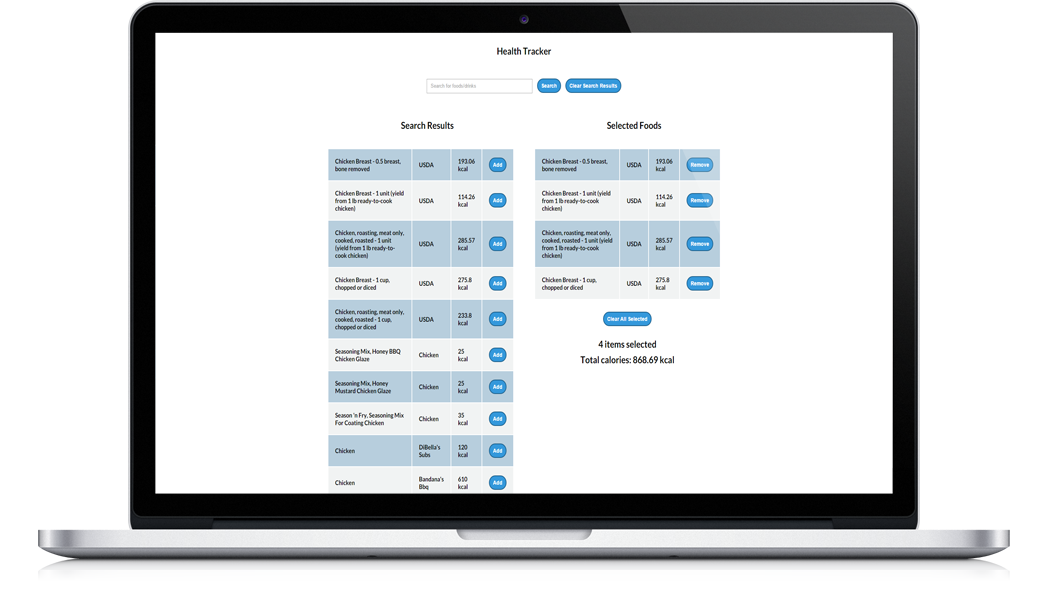 Health Tracker
Search for foods/drinks
Search
Clear Search Results
Search Results
Chicken Breast - 0.5 breast,
bone removed
USDA
193.06
kcal
Add
Chicken Breast - 1 unit (yield
from 1 lb ready-to-cook
chicken)
USDA
114.26
kcal
Add
Chicken, roasting, meat only,
cooked, roasted - 1 unit
(yield from 1 lb ready-to-
cook chicken)
USDA
285.57
kcal
Add
Chicken Breast - 1 cup,
chopped or diced
USDA
275.8
kcal
Add
Chicken, roasting, meat only,
cooked, roasted - 1 cup,
chopped or diced
USDA
233.8
kcal
Add
Seasoning Mix, Honey BBQ
Chicken Glaze
Chicken
25
kcal
Add
Seasoning Mix, Honey
Mustard Chicken Glaze
Chicken
25
kcal
Add
Season 'n Fry, Seasoning Mix
For Coating Chicken
Chicken
35
kcal
Add
Chicken
DiBella's
Subs
120
kcal
Add
Chicken
Bandana's
Bbq
610
kcal
Add
Selected Foods
Chicken Breast - 0.5 breast,
bone removed
USDA
193.06
kcal
Remove
Chicken Breast - 1 unit (yield
from 1 lb ready-to-cook
chicken)
USDA
114.26
kcal
Remove
Chicken, roasting, meat only,
cooked, roasted - 1 unit
(yield from 1 lb ready-to-
cook chicken)
USDA
285.57
kcal
Remove
Chicken Breast - 1 cup,
chopped or diced
USDA
275.8
kcal
Remove
Clear All Selected
4 items selected
Total calories: 868.69 kcal